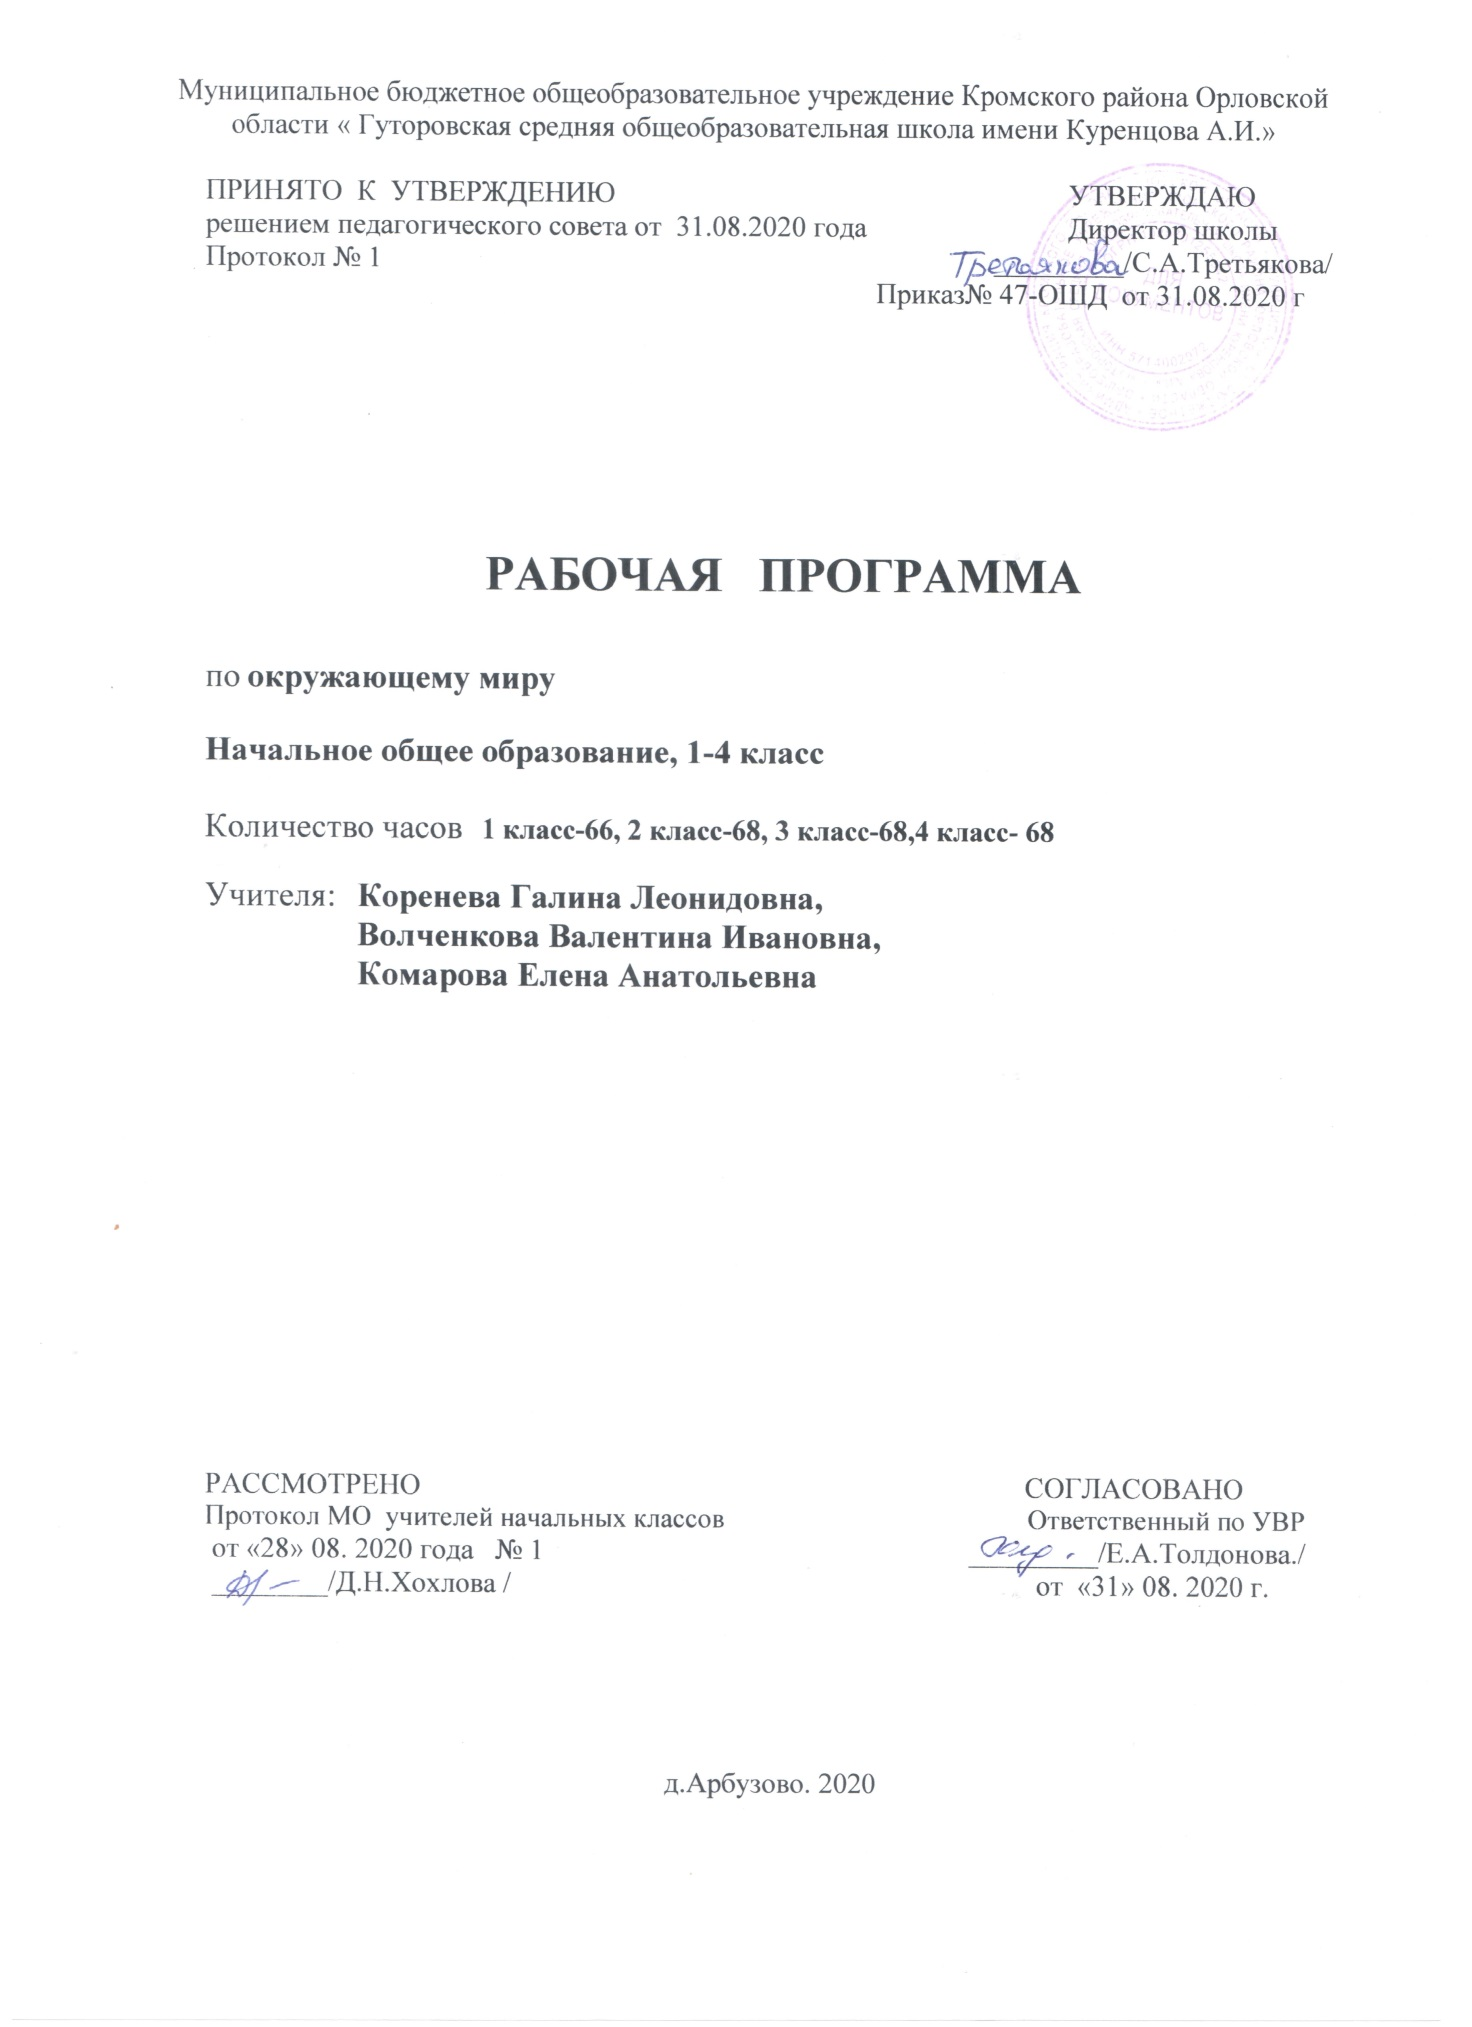 Муниципальное бюджетное общеобразовательное учреждение Кромского района Орловской
области « Гуторовская средняя общеобразовательная школа имени Куренцова А.И.»
ПРИНЯТО К УТВЕРЖДЕНИЮ
решением педагогического совета от 31.08.2020 года
Протокол № 1
УТВЕРЖДАЮ
Директор школы
Третьякова/С.А.Третьякова/
Приказ№ 47-ОШД от 31.08.2020 г
ДЛЯ
ДОКУМЕНТОВ
РАБОЧАЯ ПРОГРАММА
по окружающему миру
Начальное общее образование, 1-4 класс
Количество часов 1 класс-66, 2 класс-68, 3 класс-68,4 класс- 68
Учителя: Коренева Галина Леонидовна,
Волченкова Валентина Ивановна,
Комарова Елена Анатольевна
РАССМОТРЕНО
Протокол МО учителей начальных классов
от «28» 08. 2020 года № 1
________/Д.Н.Хохлова /
СОГЛАСОВАНО
Ответственный по УВР
_________/Е.А.Толдонова./
от «31» 08. 2020 г.
д.Арбузово. 2020